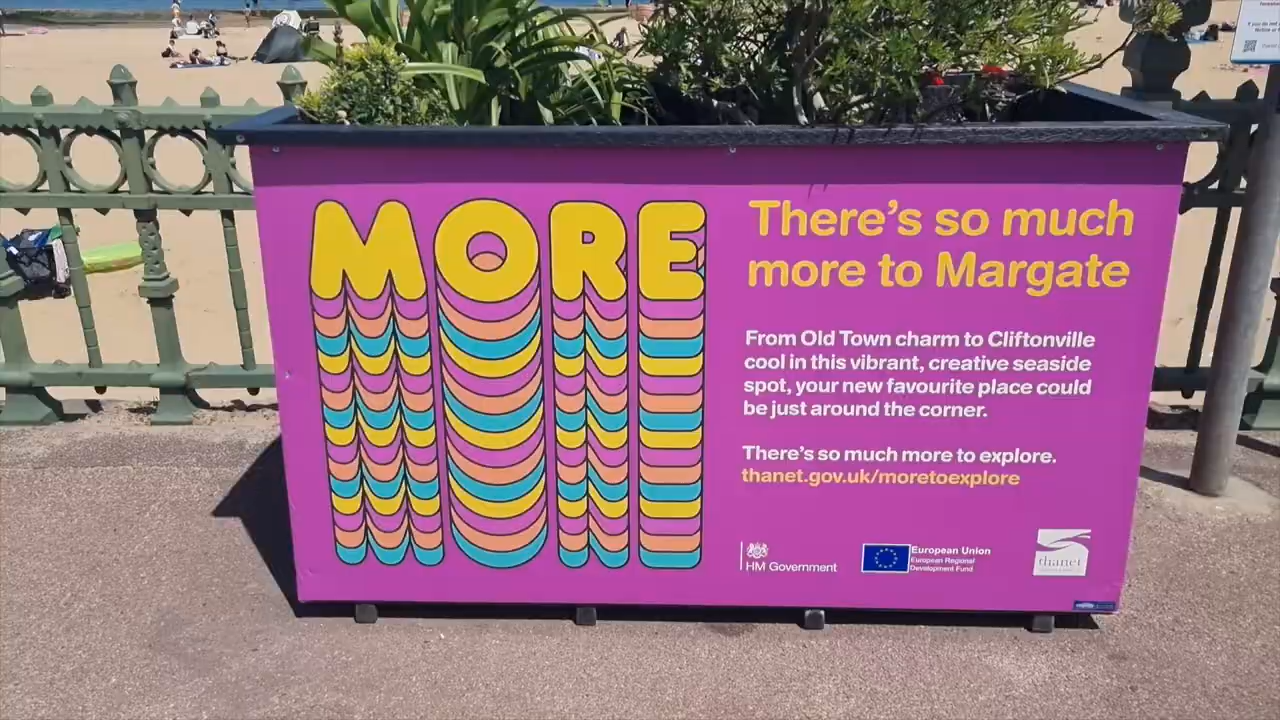 MORE
There's so much
more to Margate
From Old Town charm to Cliftonville
cool in this vibrant, creative seaside
spot, your new favourite place could
be just around the corner.
There's so much more to explore.
thanet.gov.uk/moretoexplore
HM Government
European Union
European Regional
Development Fund
thanet